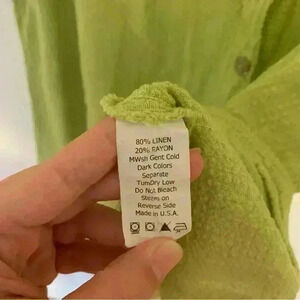 80% LINEN
20% RAYON
MWsh Gent Cold
Dark Colors
Separate
TumDry Low
Do Not Bleach
Steam on
Reverse Side
Made in U.S.A.